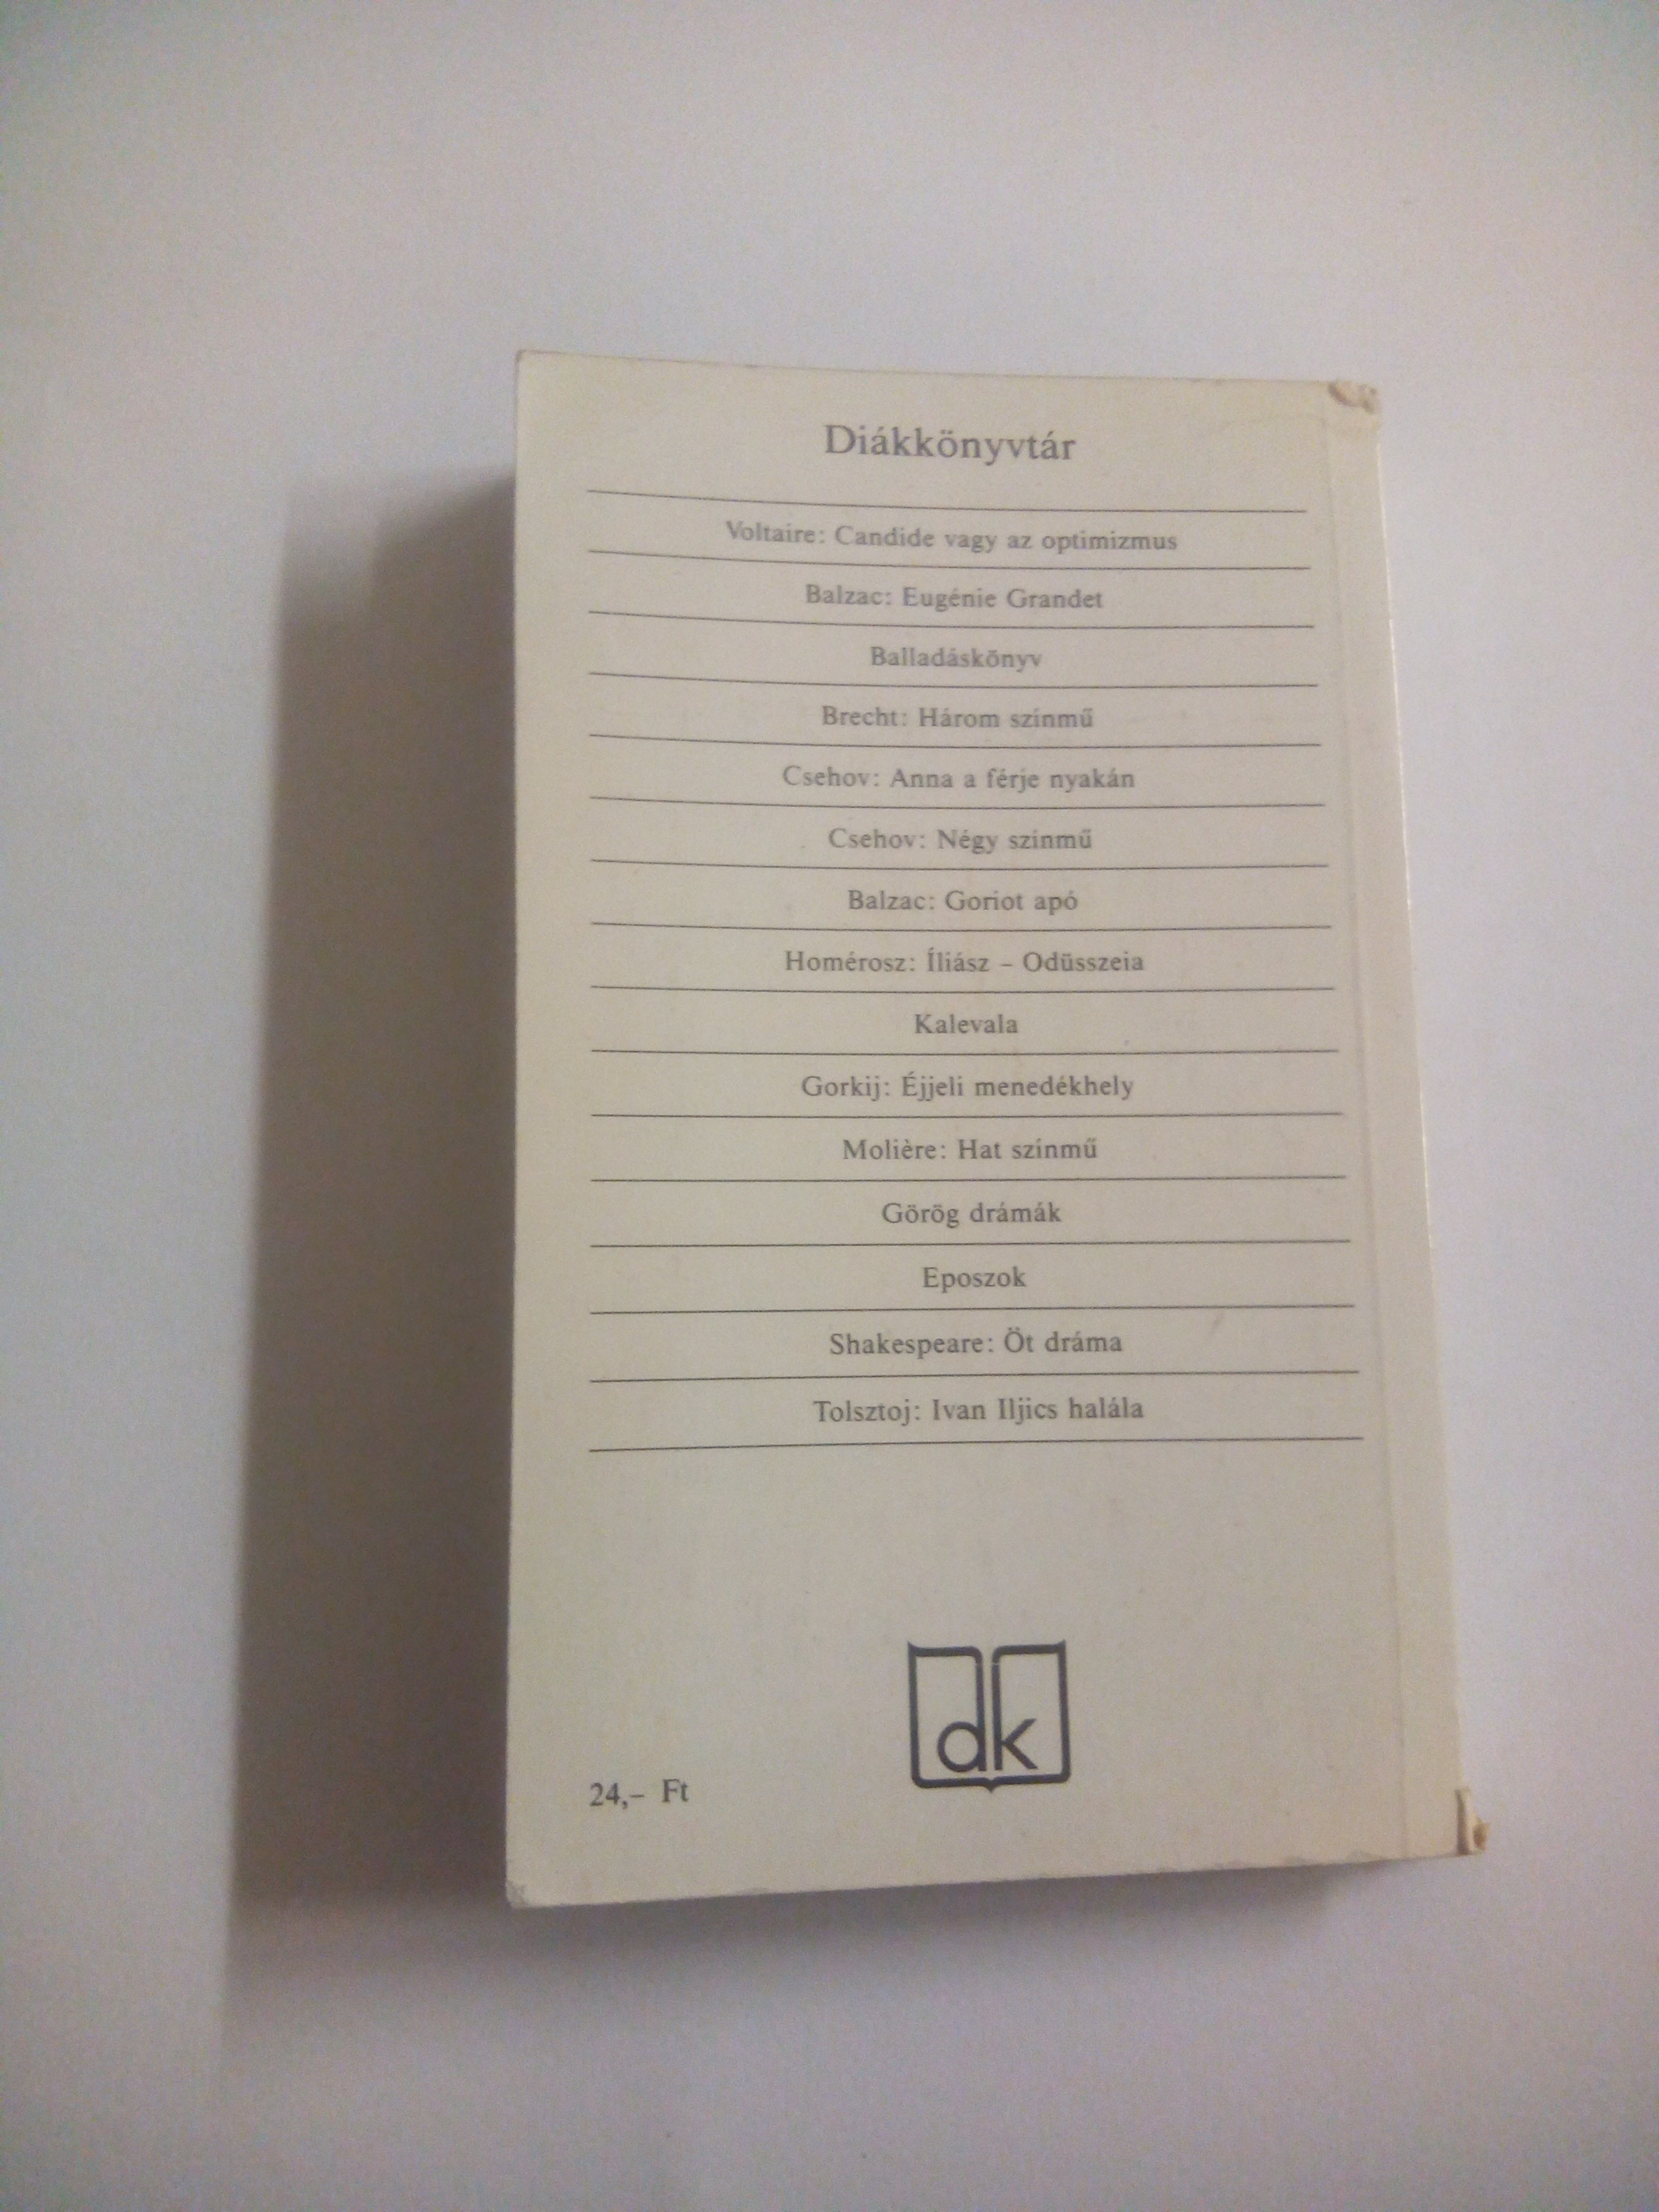 Diákkönyvtár
Voltaire: Candide vagy az optimizmus
Balzac: Eugénie Grandet
Balladáskönyv
Brecht: Három színmű
Csehov: Anna a férje nyakán
Csehov: Négy színmű
Balzac: Goriot apó
Homérosz: Íliász – Odüsszeia
Kalevala
Gorkij: Éjjeli menedékhely
Molière: Hat színmű
Görög drámák
Eposzok
Shakespeare: Öt dráma
Tolsztoj: Ivan Iljics halála
dk
24,– Ft